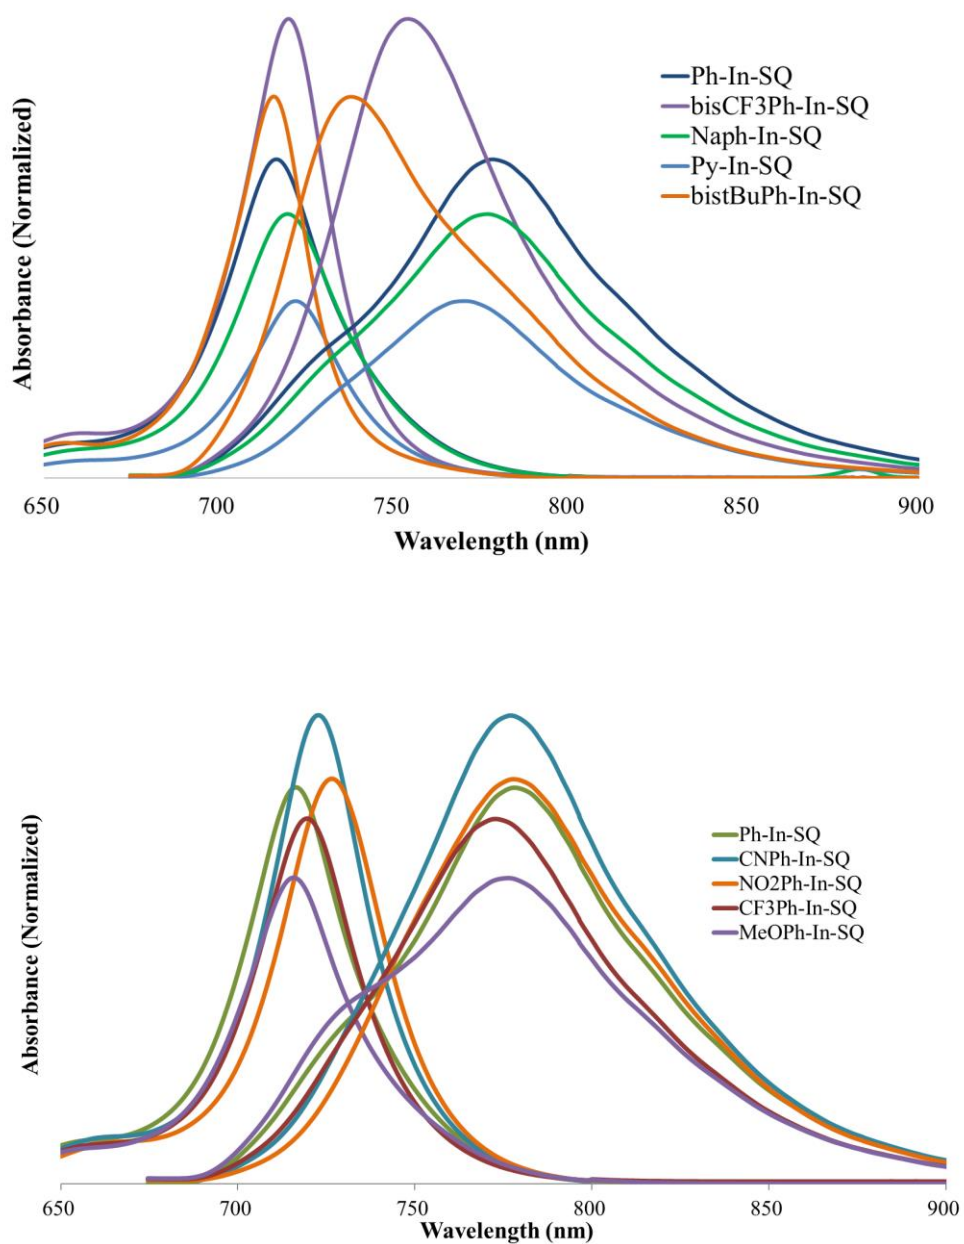 Absorbance (Normalized)
Ph-In-SQ
bisCF3Ph-In-SQ
Naph-In-SQ
Py-In-SQ
bistBuPh-In-SQ
650 700 750 800 850 900
Wavelength (nm)
Absorbance (Normalized)
Ph-In-SQ
CNPh-In-SQ
NO2Ph-In-SQ
CF3Ph-In-SQ
MeOPh-In-SQ
650 700 750 800 850 900
Wavelength (nm)